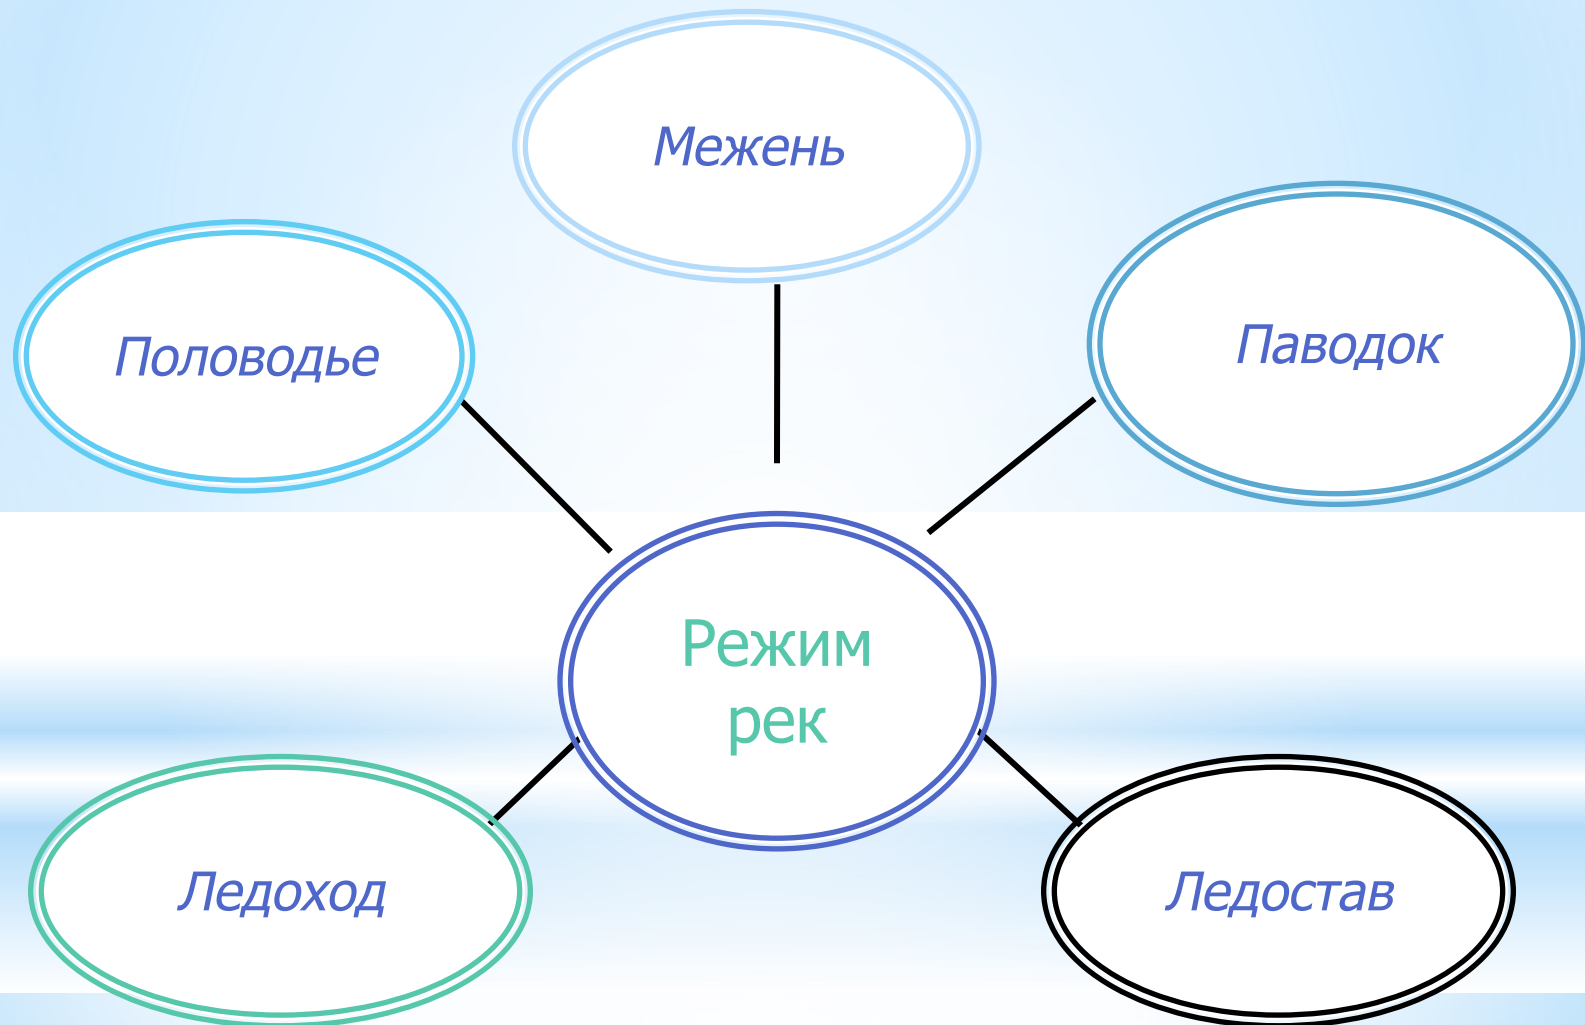 Межень
Половодье
Паводок
Режим
рек
Ледоход
Ледостав